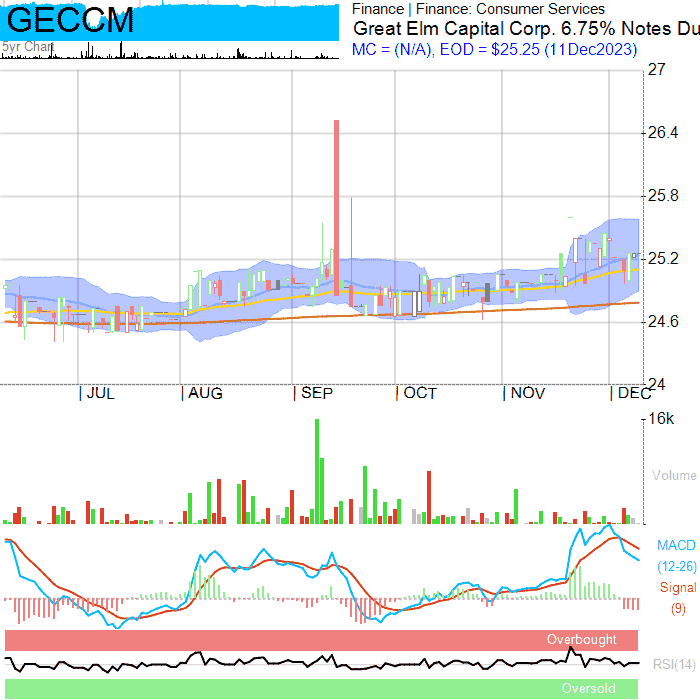 GECCM
5yr Chart
Finance | Finance: Consumer Services
Great Elm Capital Corp. 6.75% Notes Du
MC = (N/A), EOD = $25.25 (11Dec2023)
27
26.4
25.8
25.2
24.6
24
JUL AUG SEP OCT NOV DEC
16k
Volume
MACD
(12-26)
Signal
(9)
Overbought
RSI(14)
Oversold